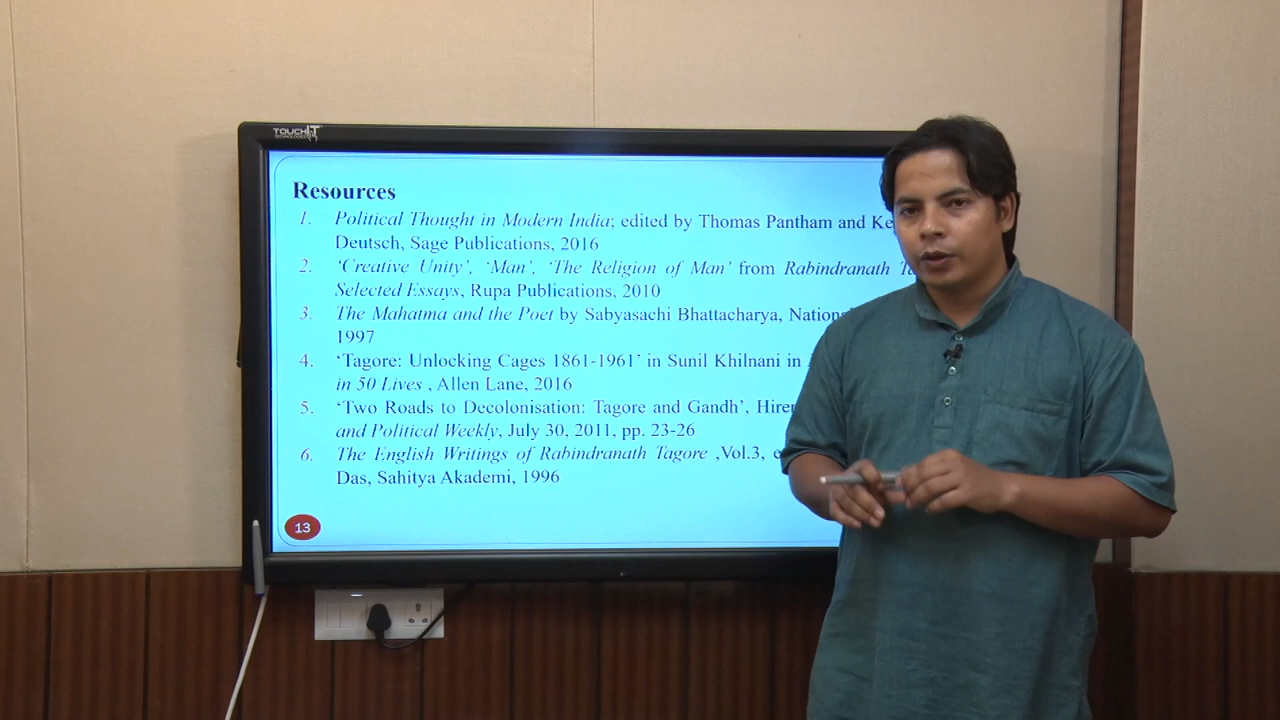 TOUCHIT
TECHNOLOGIES
Resources
1. Political Thought in Modern India; edited by Thomas Pantham and
Deutsch, Sage Publications, 2016
2. ‘Creative Unity’, ‘Man’, ‘The Religion of Man’ from Rabindranath
Selected Essays, Rupa Publications, 2010
3. The Mahatma and the Poet by Sabyasachi Bhattacharya, National
1997
4. ‘Tagore: Unlocking Cages 1861-1961’ in Sunil Khilnani in
in 50 Lives , Allen Lane, 2016
5. ‘Two Roads to Decolonisation: Tagore and Gandh’,
and Political Weekly, July 30, 2011, pp. 23-26
6. The English Writings of Rabindranath Tagore ,Vol.3,
Das, Sahitya Akademi, 1996
13